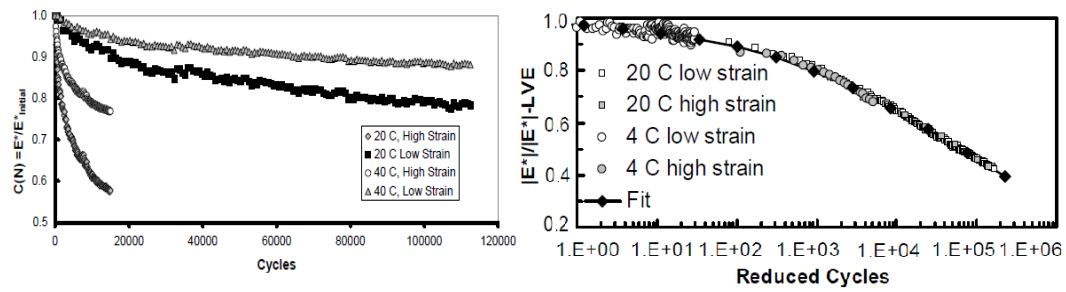 C(N) = E*/E*initial
1.0
0.9
0.8
0.7
0.6
0.5
0
20000
40000
60000
80000
100000
120000
Cycles
20 C, High Strain
20 C Low Strain
40 C, High Strain
40 C, Low Strain
|E*|/|E*|-LVE
1.0
0.8
0.6
0.4
0.2
1.E+00
1.E+01
1.E+02
1.E+03
1.E+04
1.E+05
1.E+06
Reduced Cycles
20 C low strain
20 C high strain
4 C low strain
4 C high strain
Fit